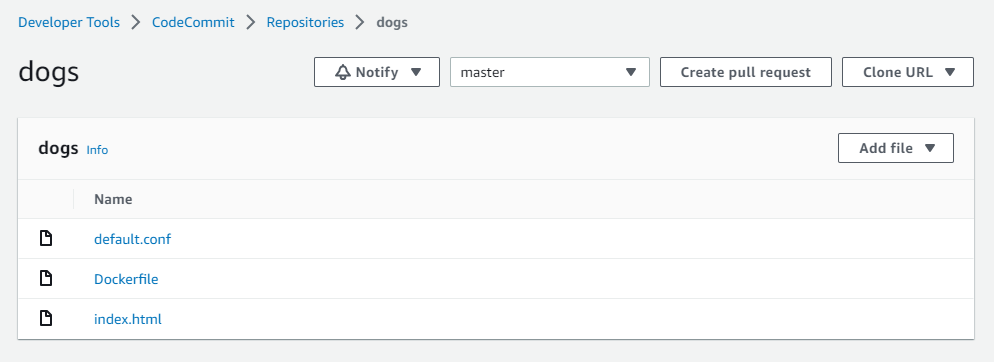 Developer Tools > CodeCommit > Repositories > dogs
dogs
Notify
master
Create pull request
Clone URL
dogs Info
Add file
Name
default.conf
Dockerfile
index.html